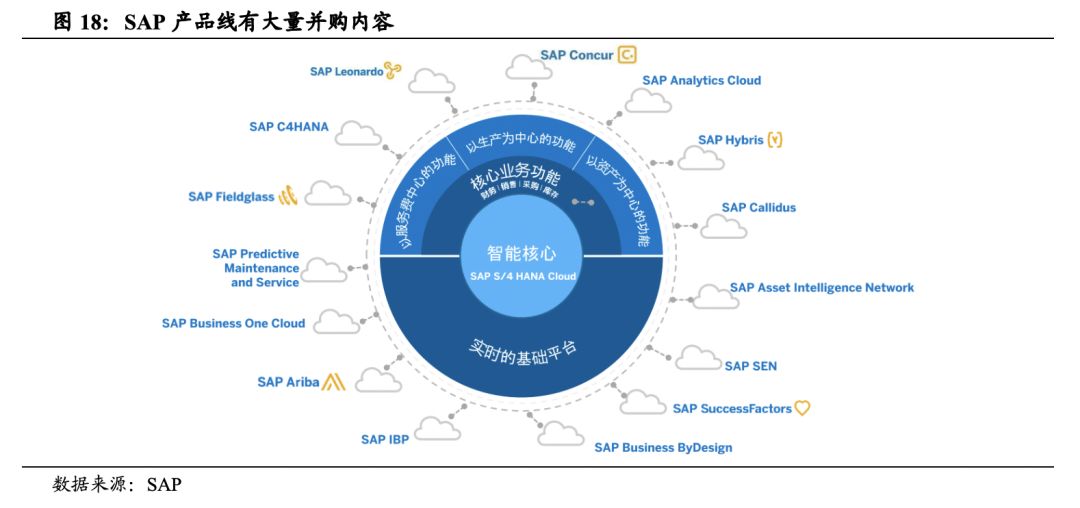 图 18：SAP 产品线有大量并购内容
SAP Concur
SAP Leonardo
SAP Analytics Cloud
SAP C4HANA
SAP Hybris
以服务费中心的功能
以生产为中心的功能
以资产为中心的功能
核心业务功能
财务 | 销售 | 采购 | 库存
SAP Fieldglass
SAP Callidus
智能核心
SAP S/4 HANA Cloud
SAP Predictive
Maintenance
and Service
SAP Asset Intelligence Network
SAP Business One Cloud
实时的基础平台
SAP SEN
SAP Ariba
SAP SuccessFactors
SAP IBP
SAP Business ByDesign
数据来源：SAP